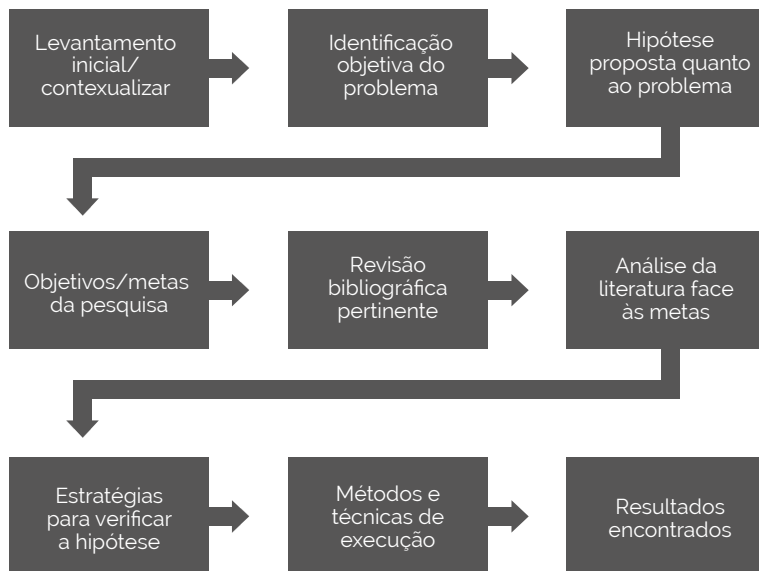 Levantamento
inicial/
contexualizar
Identificação
objetiva do
problema
Hipótese
proposta quanto
ao problema
Objetivos/metas
da pesquisa
Revisão
bibliográfica
pertinente
Análise da
literatura face
às metas
Estratégias
para verificar
a hipótese
Métodos e
técnicas de
execução
Resultados
encontrados